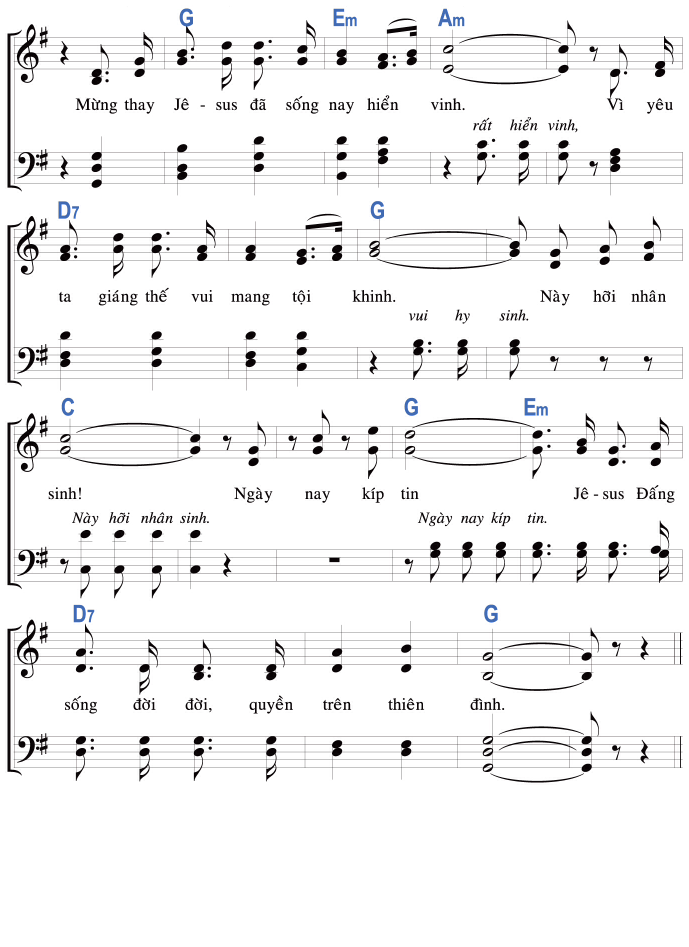 G Em Am
Mừng thay Jê - sus đã sống nay hiển vinh. Vì yêu
rất hiển vinh,
D7 G
ta giáng thế vui mang tội khinh. Này hỡi nhân
vui hy sinh.
C G Em
sinh! Ngày nay kíp tin Jê - sus Đấng
Này hỡi nhân sinh. Ngày nay kíp tin.
D7 G
sống đời đời, quyền trên thiên đình.